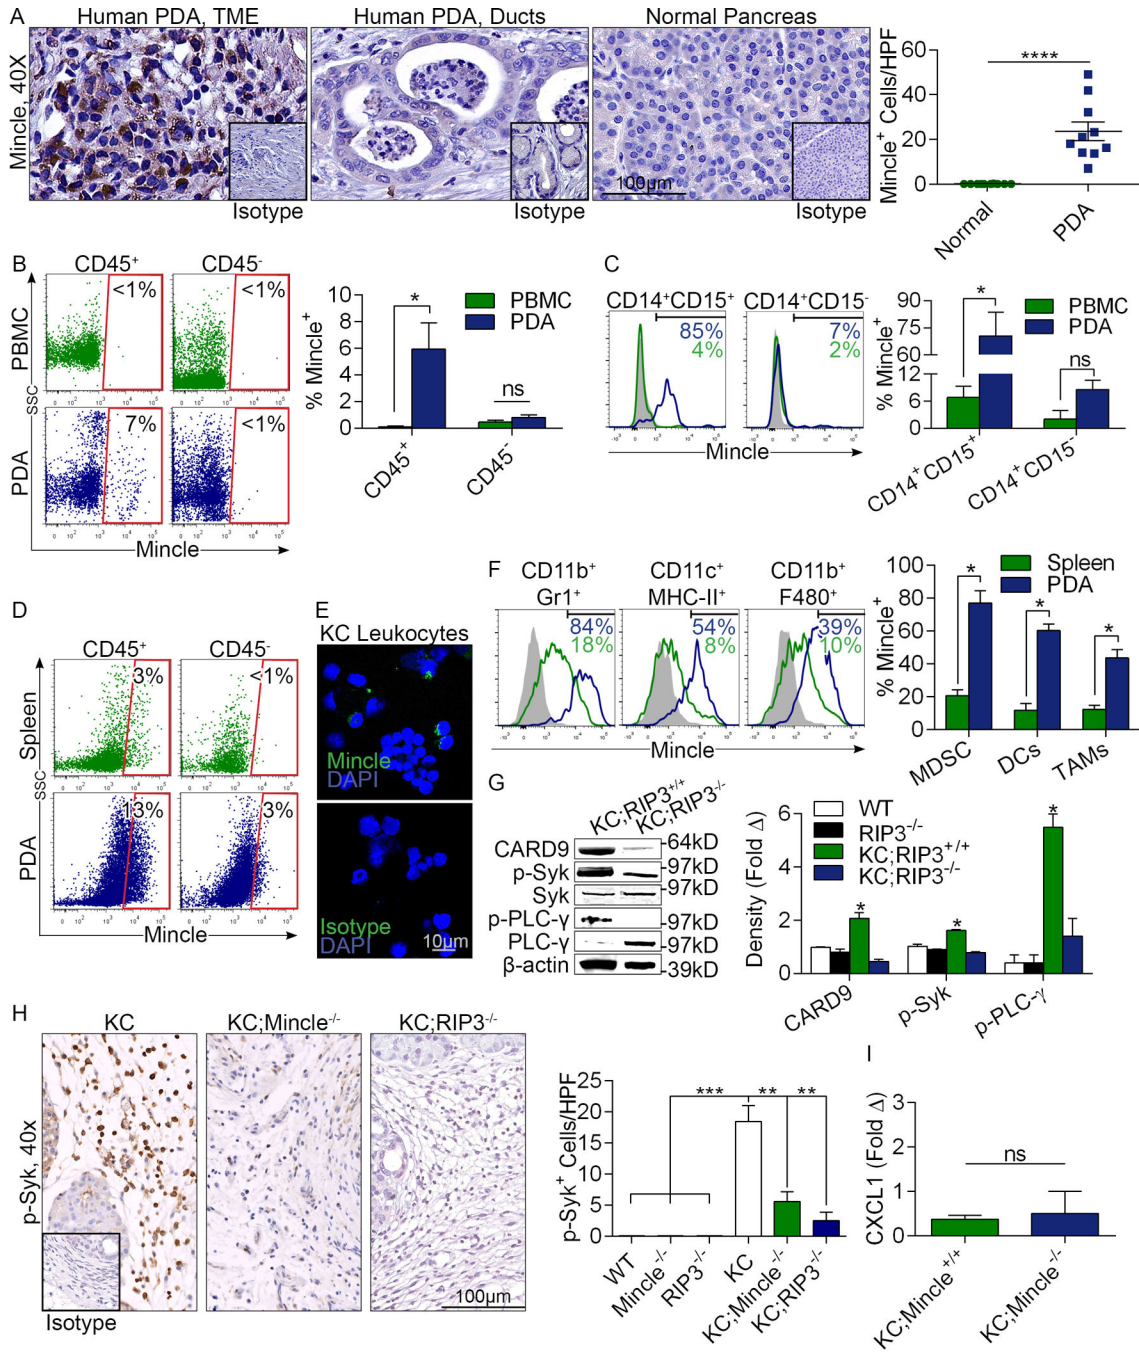 A
Human PDA, TME
Human PDA, Ducts
Normal Pancreas
Mincle, 40X
Isotype
Isotype
100µm
Isotype
Mincle⁺ Cells/HPF
60
40
20
0
****
Normal
PDA
B
CD45⁺
CD45⁻
PBMC
<1%
<1%
SSC
PDA
7%
<1%
Mincle
% Mincle⁺
10
8
6
4
2
0
*
ns
PBMC
PDA
CD45⁺
CD45⁻
C
CD14⁺CD15⁺
CD14⁺CD15⁻
85%
4%
7%
2%
Mincle
% Mincle⁺
90
75
60
12
6
0
*
ns
PBMC
PDA
CD14⁺CD15⁺
CD14⁺CD15⁻
D
CD45⁺
CD45⁻
Spleen
3%
<1%
SSC
PDA
13%
3%
Mincle
E
KC Leukocytes
Mincle
DAPI
Isotype
DAPI
10µm
F
CD11b⁺
Gr1⁺
CD11c⁺
MHC-II⁺
CD11b⁺
F480⁺
84%
18%
54%
8%
39%
10%
Mincle
% Mincle⁺
100
80
60
40
20
0
*
*
*
Spleen
PDA
MDSC
DCs
TAMs
G
KC;RIP3⁺/⁺
KC;RIP3⁻/⁻
CARD9
-64kD
p-Syk
-97kD
Syk
-97kD
p-PLC-γ
-97kD
PLC-γ
-97kD
β-actin
-39kD
Density (Fold Δ)
6
4
2
0
WT
RIP3⁻/⁻
KC;RIP3⁺/⁺
KC;RIP3⁻/⁻
*
*
*
CARD9
p-Syk
p-PLC-γ
H
KC
KC;Mincle⁻/⁻
KC;RIP3⁻/⁻
p-Syk, 40x
Isotype
100µm
p-Syk⁺ Cells/HPF
25
20
15
10
5
0
***
**
**
WT
Mincle⁻/⁻
RIP3⁻/⁻
KC
KC;Mincle⁻/⁻
KC;RIP3⁻/⁻
I
CXCL1 (Fold Δ)
3
2
1
0
ns
KC;Mincle⁺/⁺
KC;Mincle⁻/⁻